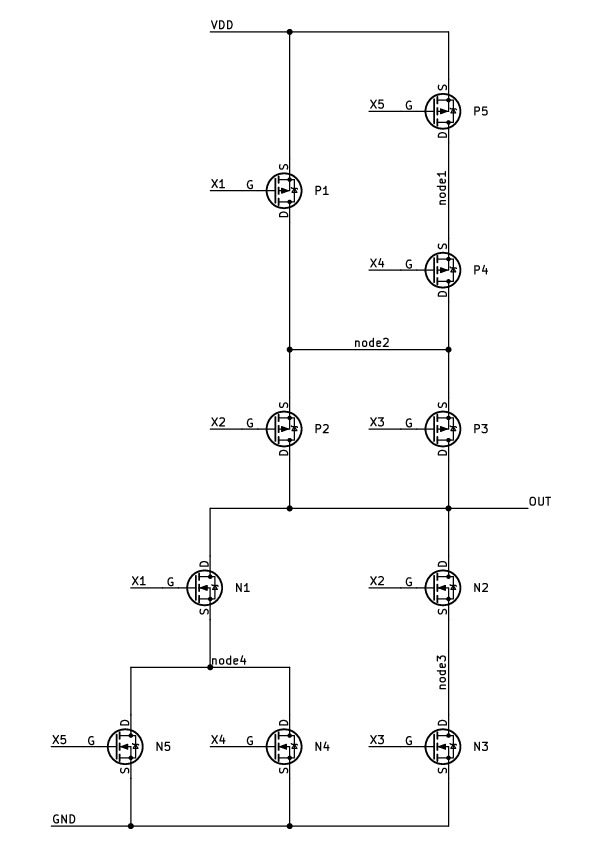 VDD
S
X5 G P5
D
S
X1 G P1
D
node1
S
X4 G P4
D
node2
S S
X2 G P2 X3 G P3
D D
OUT
D D
X1 G N1 X2 G N2
S S
node4
node3
D D D
X5 G N5 X4 G N4 X3 G N3
S S S
GND